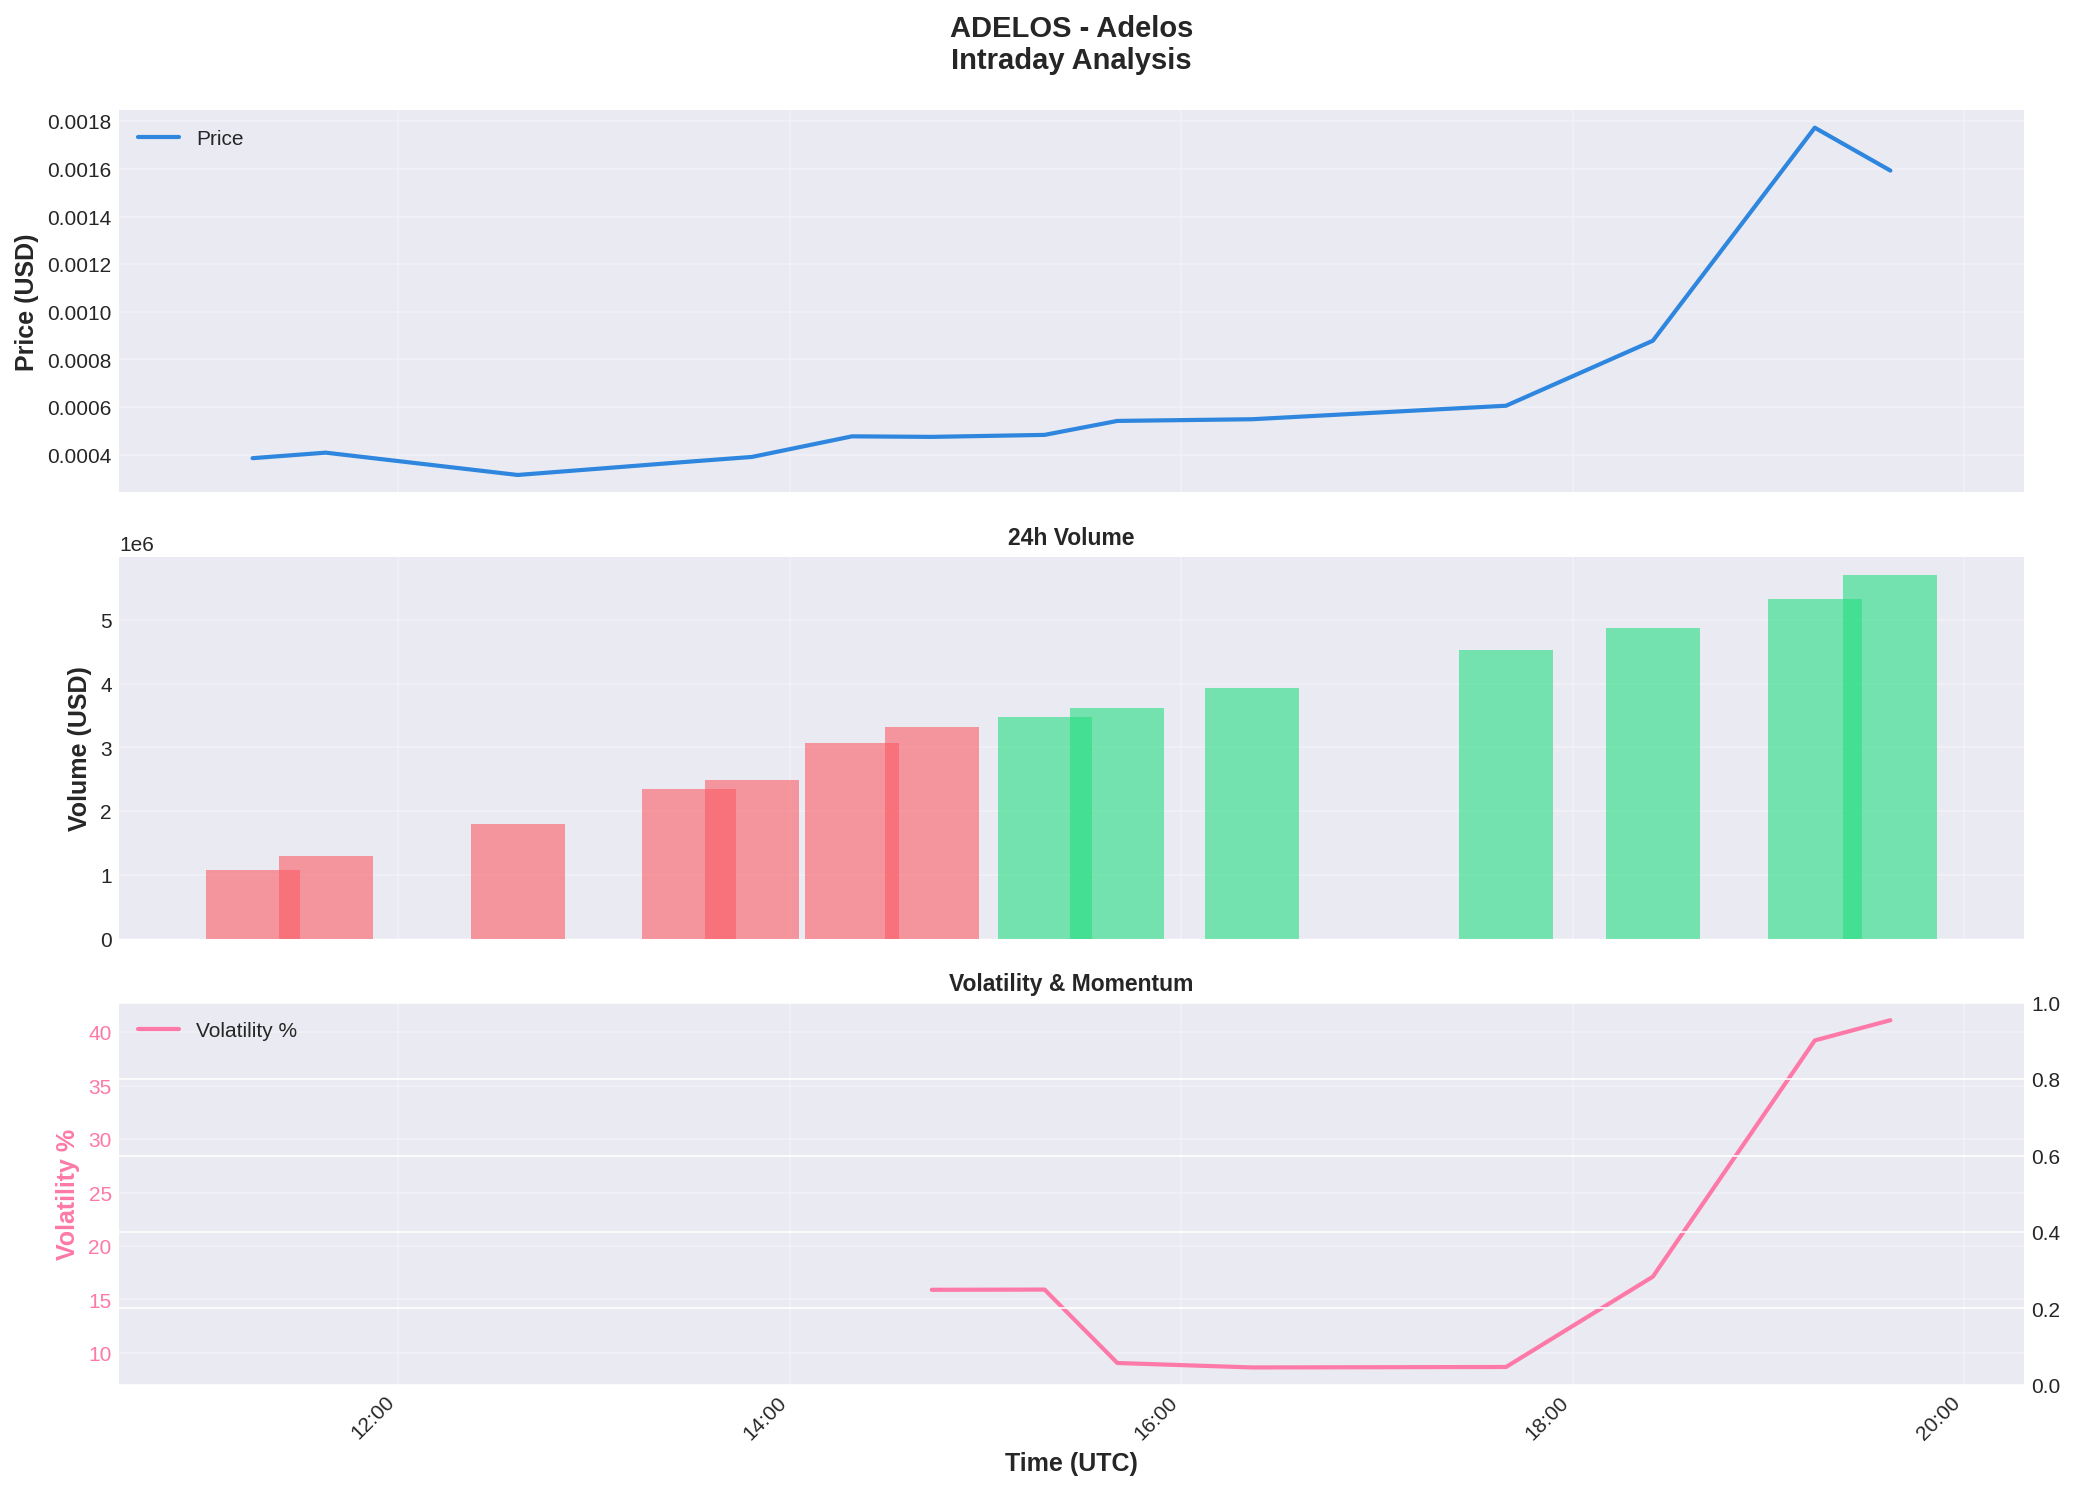 ADELOS - Adelos
Intraday Analysis
Price
Price (USD)
0.0018
0.0016
0.0014
0.0012
0.0010
0.0008
0.0006
0.0004
24h Volume
1e6
Volume (USD)
5
4
3
2
1
0
Volatility & Momentum
Volatility %
Volatility %
40
35
30
25
20
15
10
1.0
0.8
0.6
0.4
0.2
0.0
12:00
14:00
16:00
18:00
20:00
Time (UTC)